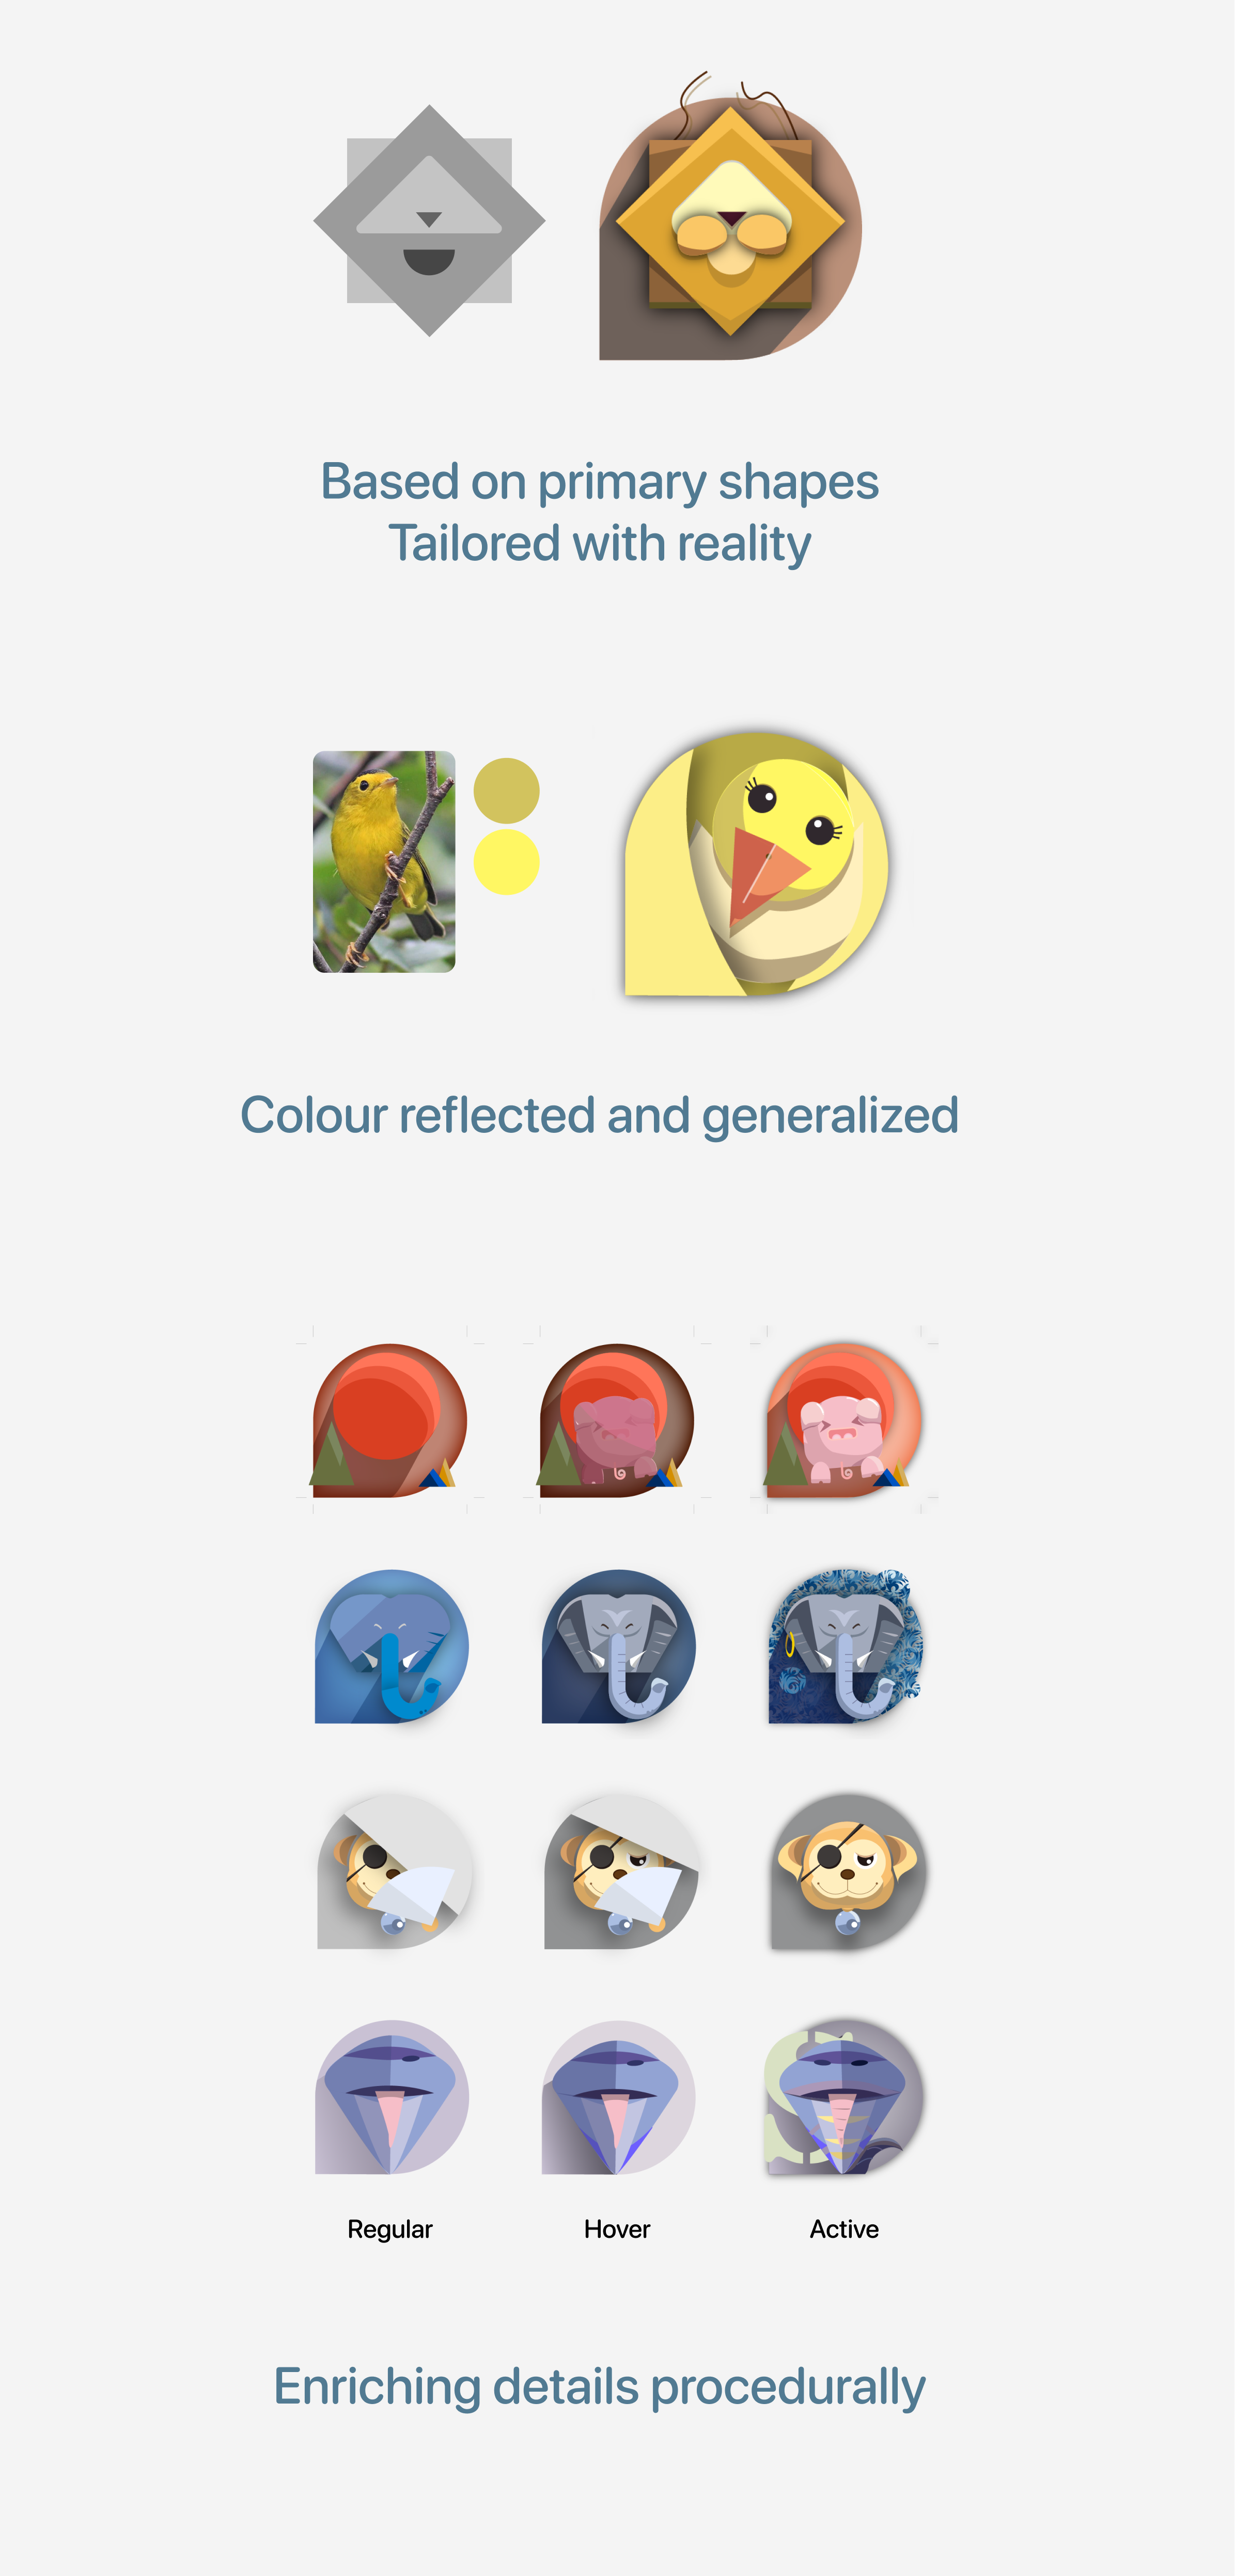 Based on primary shapes
Tailored with reality
Colour reflected and generalized
Regular Hover Active
Enriching details procedurally